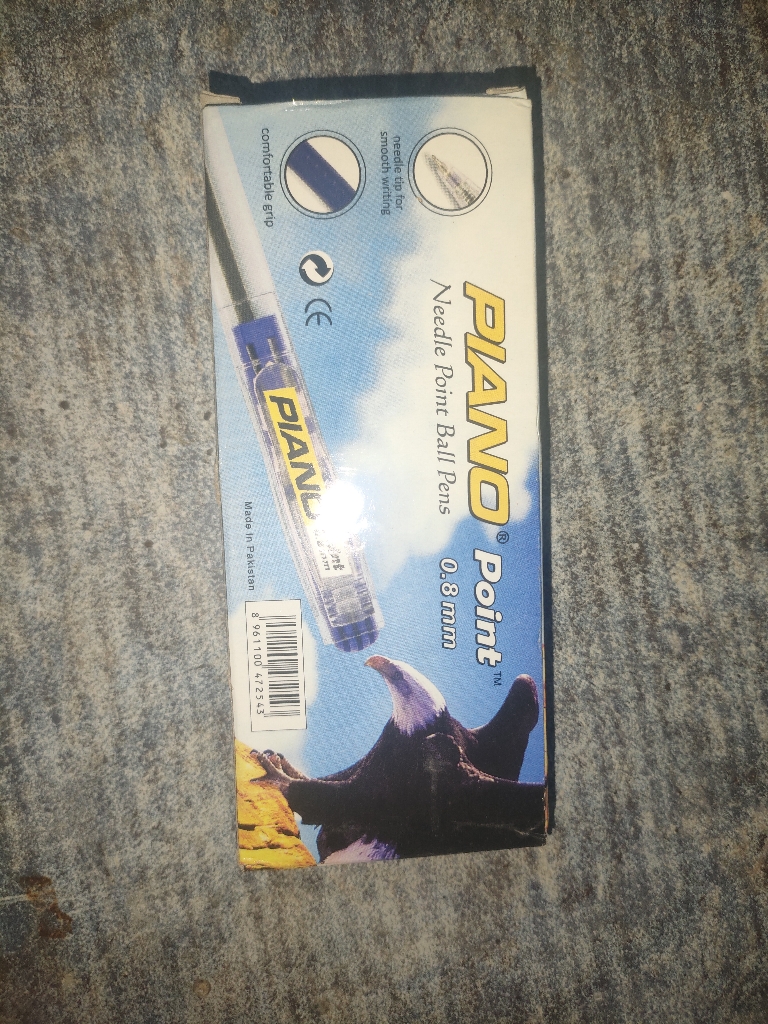 PIANO® Point™
Needle Point Ball Pens 0.8 mm
needle tip for
smooth writing
comfortable grip
CE
PIANO
Made In Pakistan
8 961100 472543